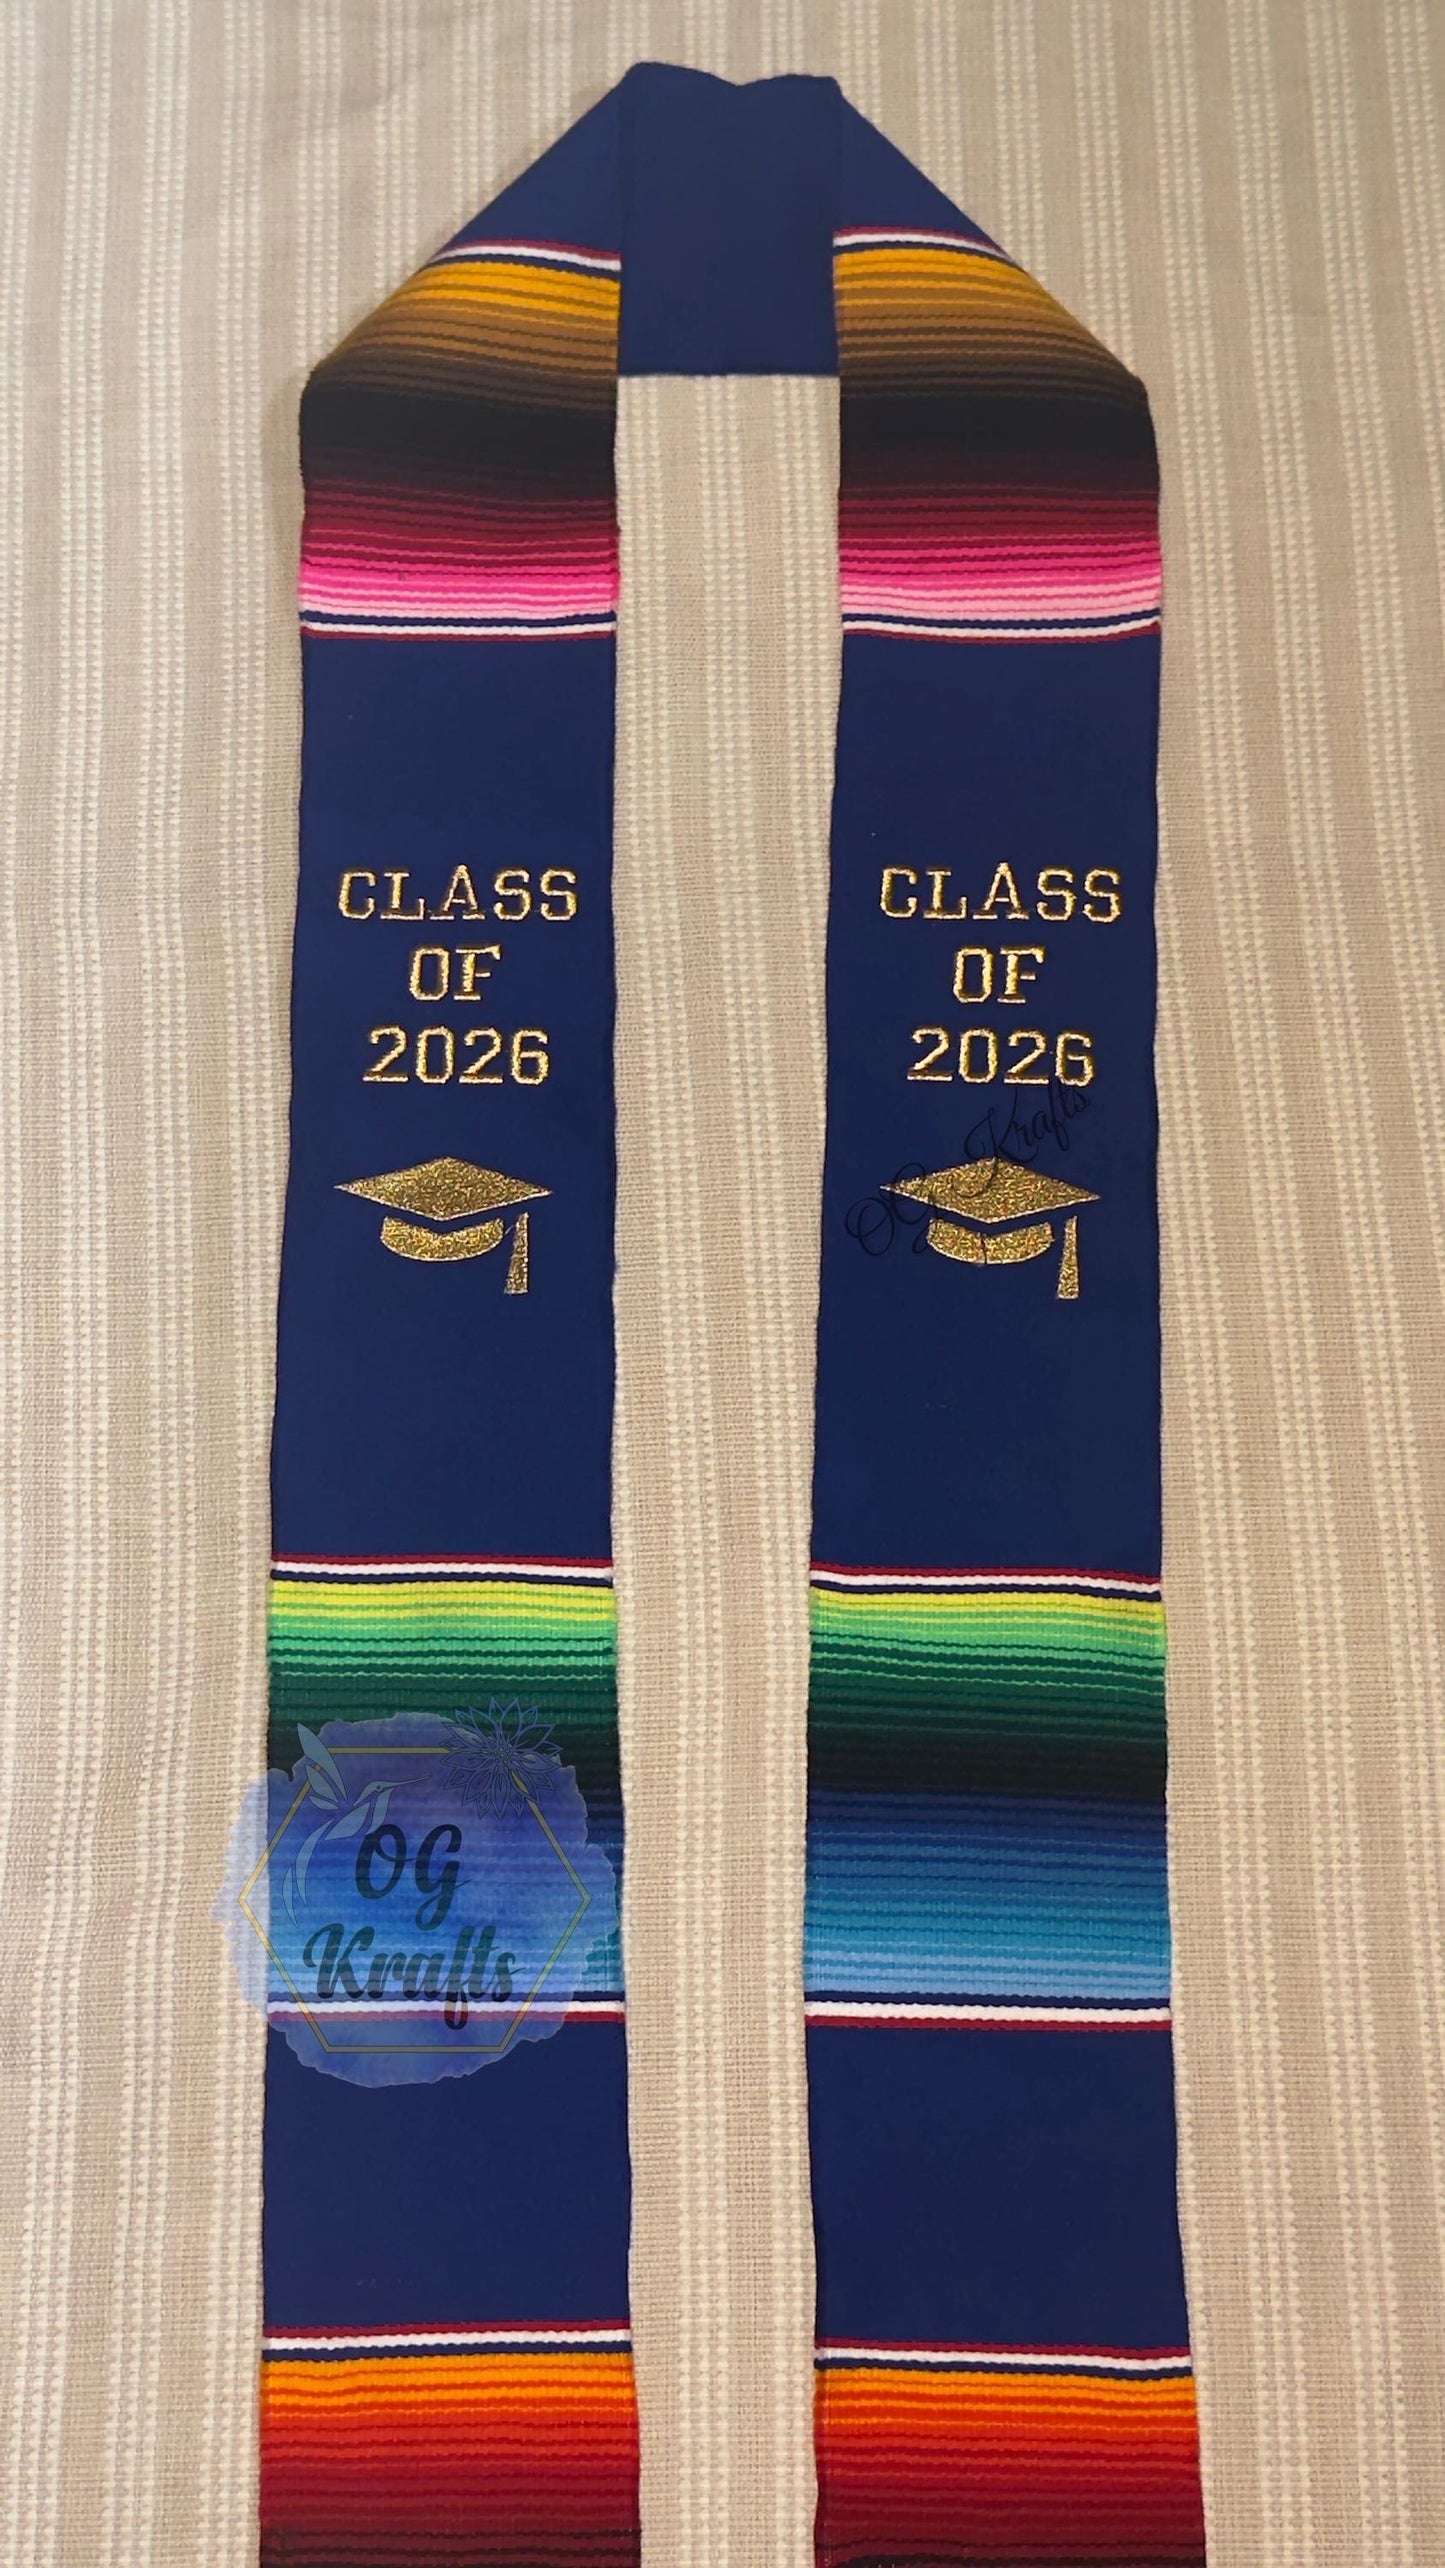 CLASS
OF
2026
CLASS
OF
2026
OG Krafts
OG
Krafts